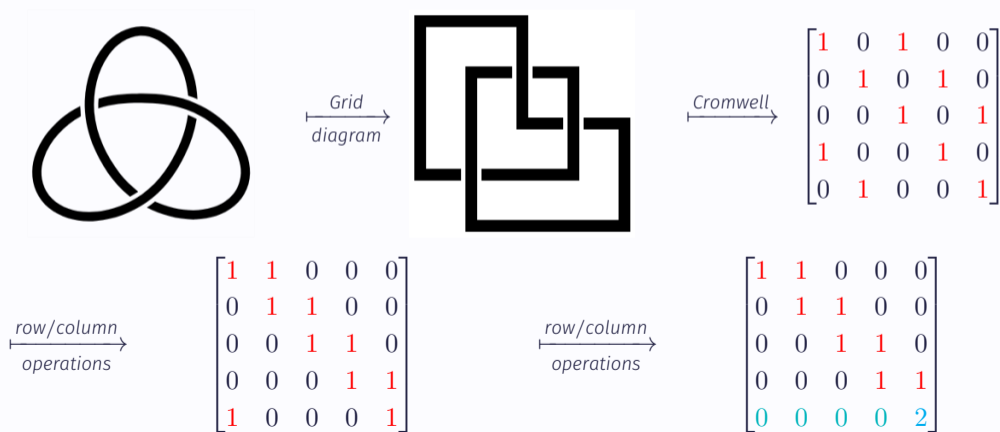 Grid
diagram
Cromwell
1 0 1 0 0
0 1 0 1 0
0 0 1 0 1
1 0 0 1 0
0 1 0 0 1
row/column
operations
1 1 0 0 0
0 1 1 0 0
0 0 1 1 0
0 0 0 1 1
1 0 0 0 1
row/column
operations
1 1 0 0 0
0 1 1 0 0
0 0 1 1 0
0 0 0 1 1
0 0 0 0 2